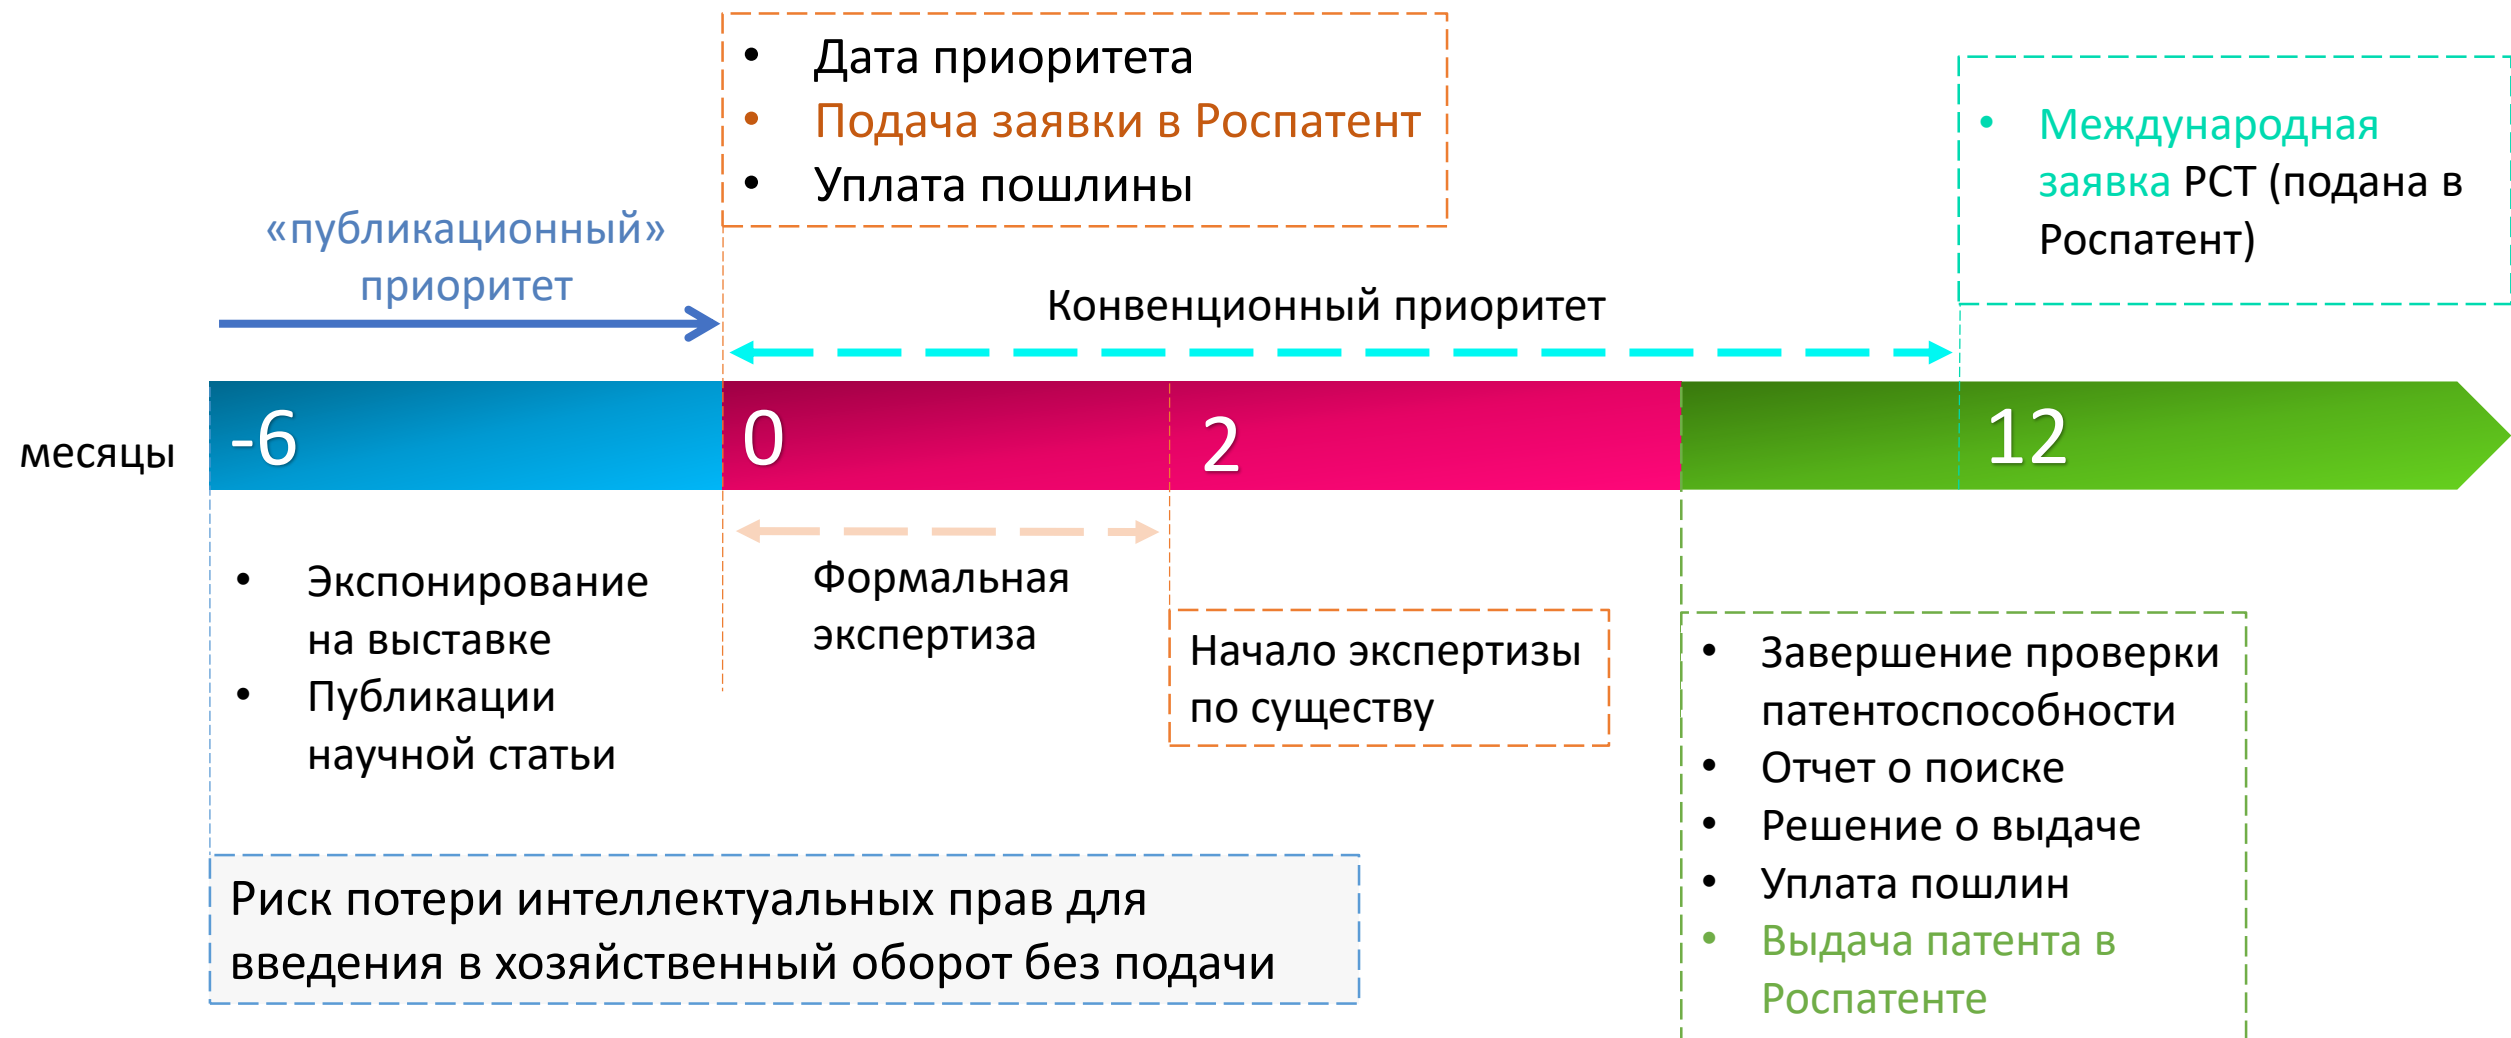 • Дата приоритета
• Подача заявки в Роспатент
• Уплата пошлины
• Международная
заявка РСТ (подана в
Роспатент)
«публикационный»
приоритет
Конвенционный приоритет
месяцы
-6
0
2
12
• Экспонирование
на выставке
• Публикации
научной статьи
Формальная
экспертиза
Начало экспертизы
по существу
• Завершение проверки
патентоспособности
• Отчет о поиске
• Решение о выдаче
• Уплата пошлин
• Выдача патента в
Роспатенте
Риск потери интеллектуальных прав для
введения в хозяйственный оборот без подачи